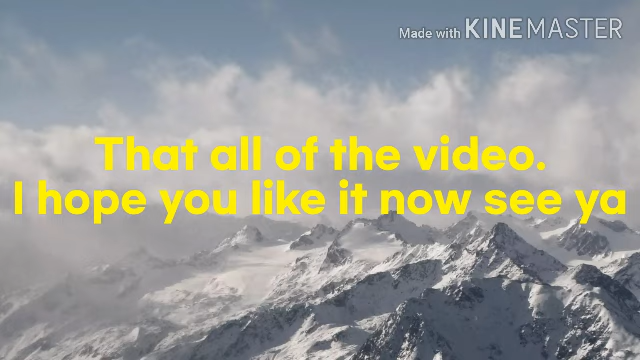 Made with KINEMASTER
That all of the video.
I hope you like it now see ya